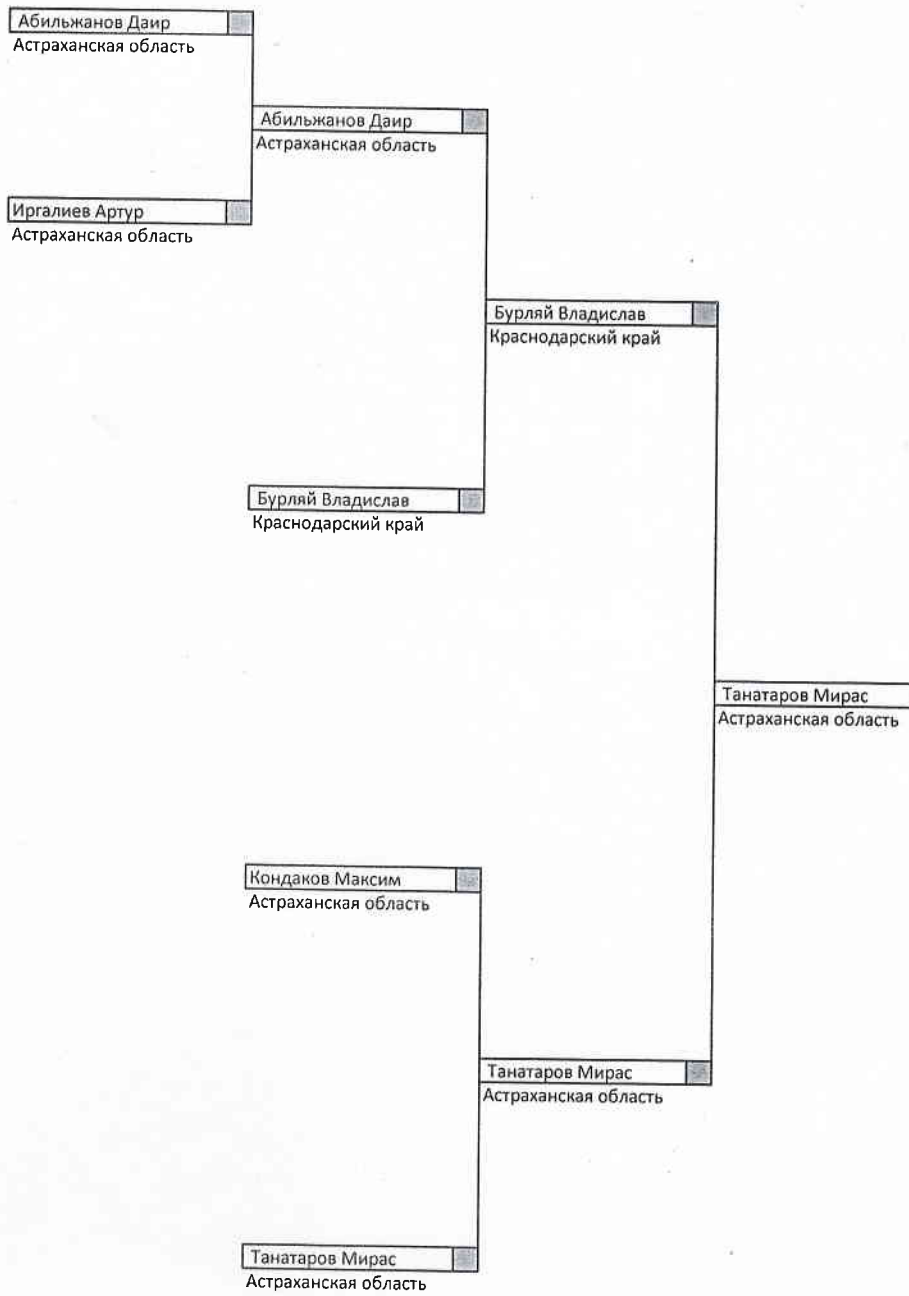 Абильжанов Даир
Астраханская область
Абильжанов Даир
Астраханская область
Иргалиев Артур
Астраханская область
Бурляй Владислав
Краснодарский край
Бурляй Владислав
Краснодарский край
Танатаров Мирас
Астраханская область
Кондаков Максим
Астраханская область
Танатаров Мирас
Астраханская область
Танатаров Мирас
Астраханская область